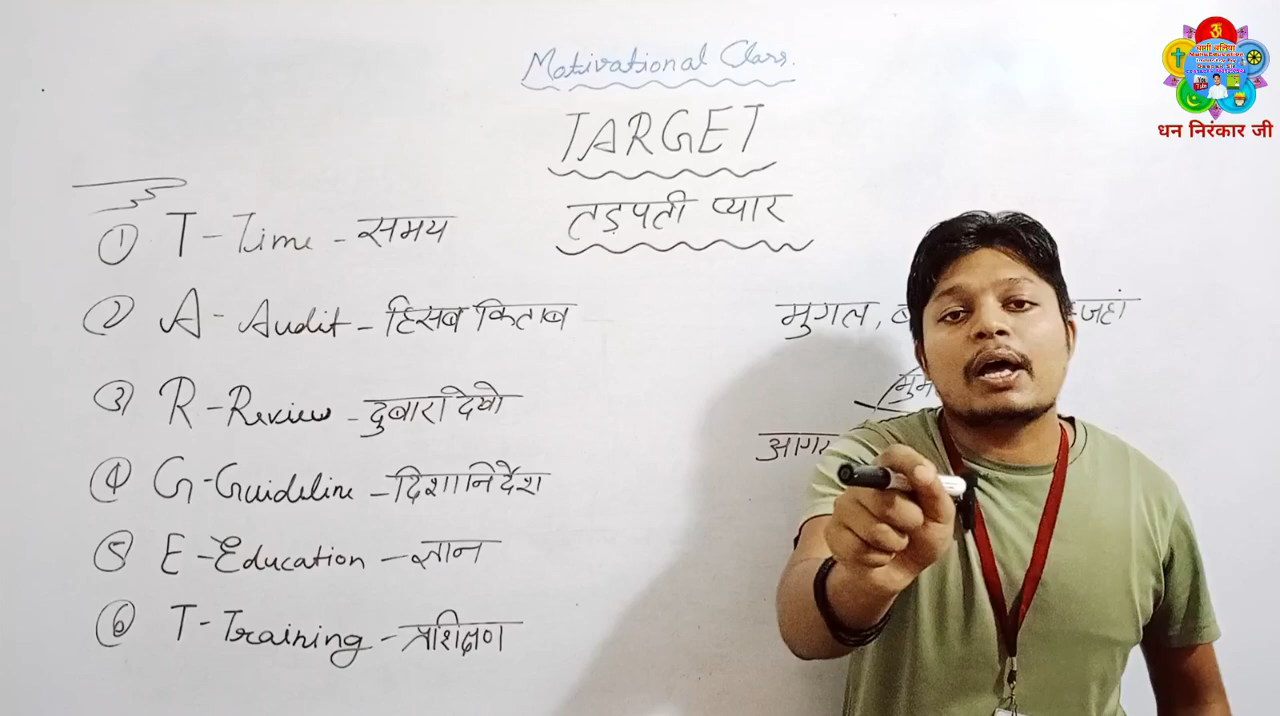 Motivational Class.
TARGET
तड़पती प्यार
① T - Time - समय
② A - Audit - हिसब किताब
③ R - Review - दुबारा देखो
④ G - Guideline - दिशा निर्देश
⑤ E - Education - ज्ञान
⑥ T - Training - प्रशिक्षण
मुगल,
जहां
धन निरंकार जी